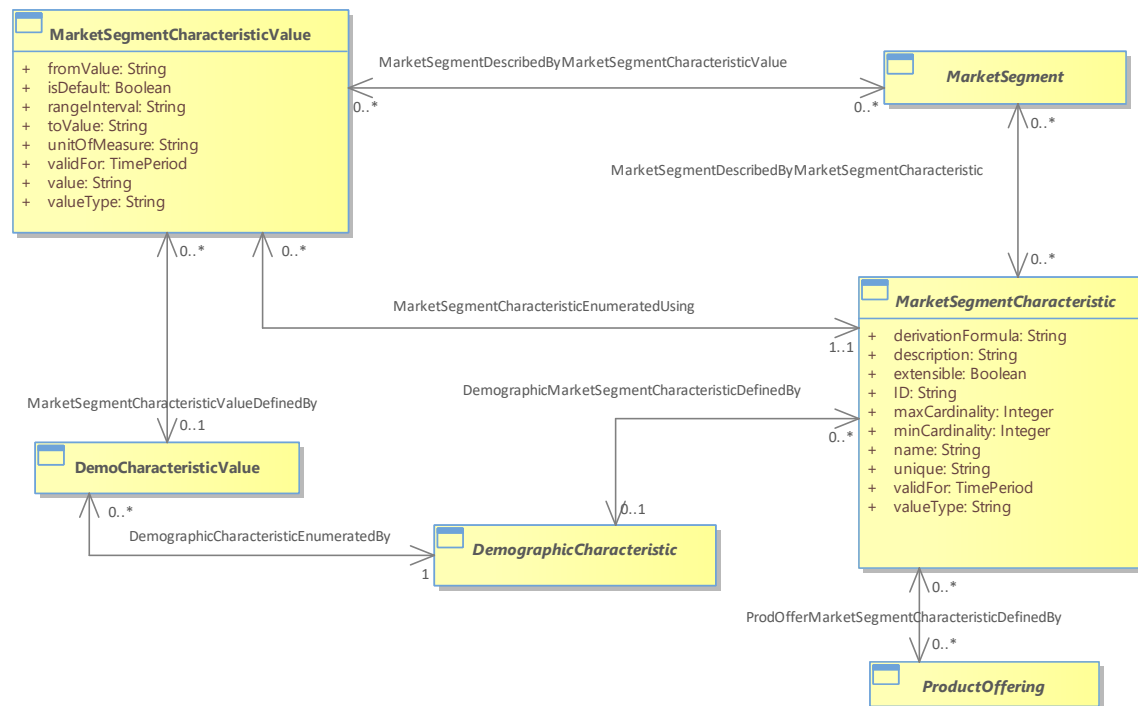 MarketSegmentCharacteristicValue
+ fromValue: String
+ isDefault: Boolean
+ rangeInterval: String
+ toValue: String
+ unitOfMeasure: String
+ validFor: TimePeriod
+ value: String
+ valueType: String
MarketSegmentDescribedByMarketSegmentCharacteristicValue
0..*
0..*
MarketSegment
0..*
MarketSegmentDescribedByMarketSegmentCharacteristic
0..*
0..*
0..*
MarketSegmentCharacteristicEnumeratedUsing
1..1
MarketSegmentCharacteristic
+ derivationFormula: String
+ description: String
+ extensible: Boolean
+ ID: String
+ maxCardinality: Integer
+ minCardinality: Integer
+ name: String
+ unique: String
+ validFor: TimePeriod
+ valueType: String
DemographicMarketSegmentCharacteristicDefinedBy
0..*
0..1
MarketSegmentCharacteristicValueDefinedBy
0..1
DemoCharacteristicValue
0..*
DemographicCharacteristicEnumeratedBy
1
DemographicCharacteristic
0..*
ProdOfferMarketSegmentCharacteristicDefinedBy
0..*
ProductOffering